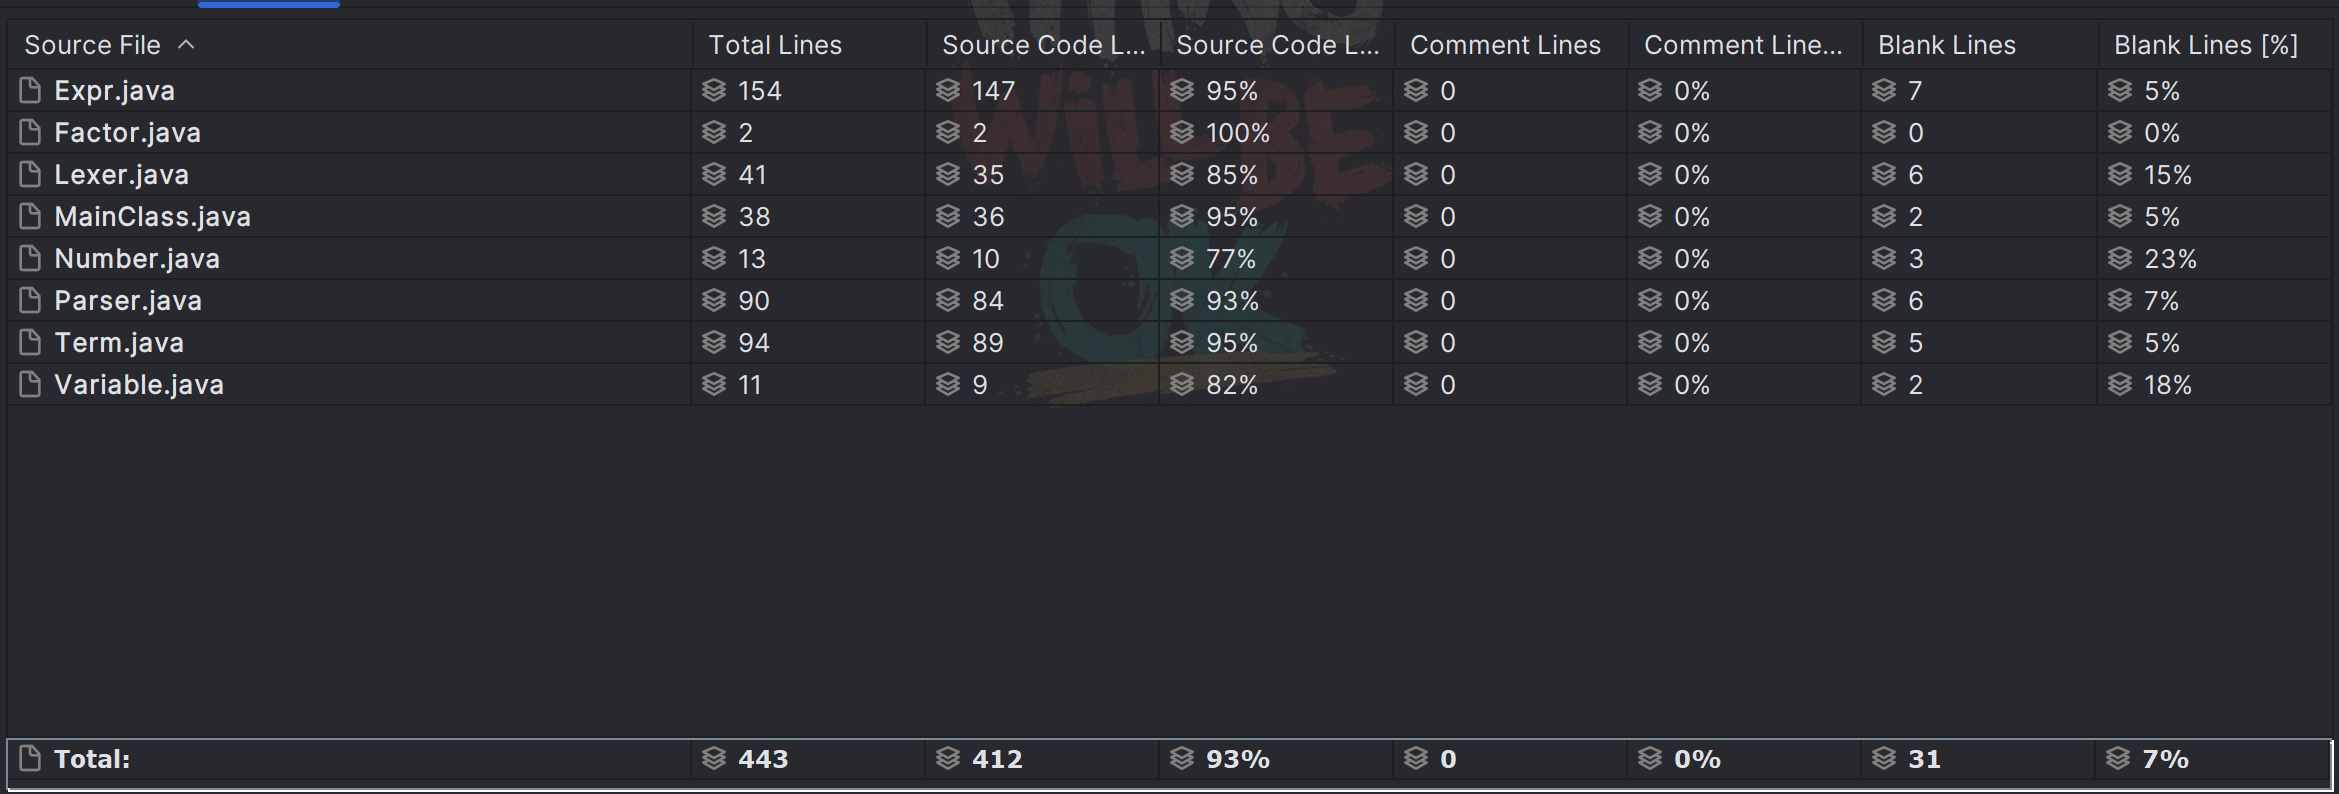 WILL BE
OK
Source File Total Lines Source Code L... Source Code L... Comment Lines Comment Line... Blank Lines Blank Lines [%]
Expr.java 154 147 95% 0 0% 7 5%
Factor.java 2 2 100% 0 0% 0 0%
Lexer.java 41 35 85% 0 0% 6 15%
MainClass.java 38 36 95% 0 0% 2 5%
Number.java 13 10 77% 0 0% 3 23%
Parser.java 90 84 93% 0 0% 6 7%
Term.java 94 89 95% 0 0% 5 5%
Variable.java 11 9 82% 0 0% 2 18%
Total: 443 412 93% 0 0% 31 7%